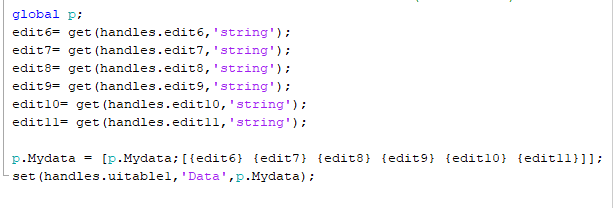 global p;
edit6= get(handles.edit6,'string');
edit7= get(handles.edit7,'string');
edit8= get(handles.edit8,'string');
edit9= get(handles.edit9,'string');
edit10= get(handles.edit10,'string');
edit11= get(handles.edit11,'string');
p.Mydata = [p.Mydata;[{edit6} {edit7} {edit8} {edit9} {edit10} {edit11}]];
set(handles.uitable1,'Data',p.Mydata);